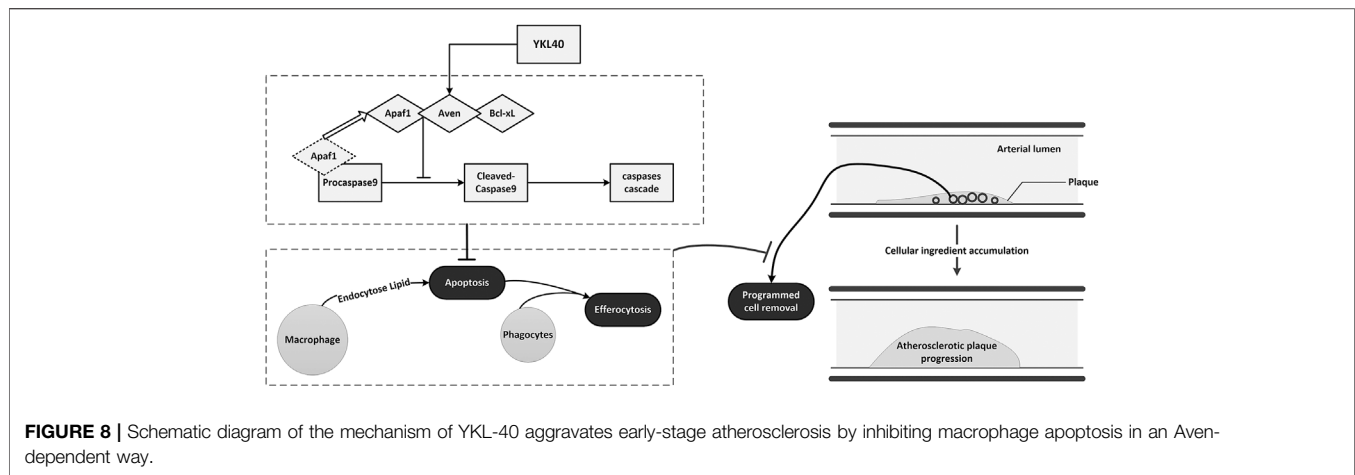 YKL40
Apaf1
Aven
Bcl-xL
Apaf1
Procaspase9
Cleaved-
Caspase9
caspases
cascade
Endocytose Lipid
Apoptosis
Macrophage
Phagocytes
Efferocytosis
Programmed
cell removal
Arterial lumen
Plaque
Cellular ingredient accumulation
Atherosclerotic plaque
progression
FIGURE 8 | Schematic diagram of the mechanism of YKL-40 aggravates early-stage atherosclerosis by inhibiting macrophage apoptosis in an Aven-
dependent way.